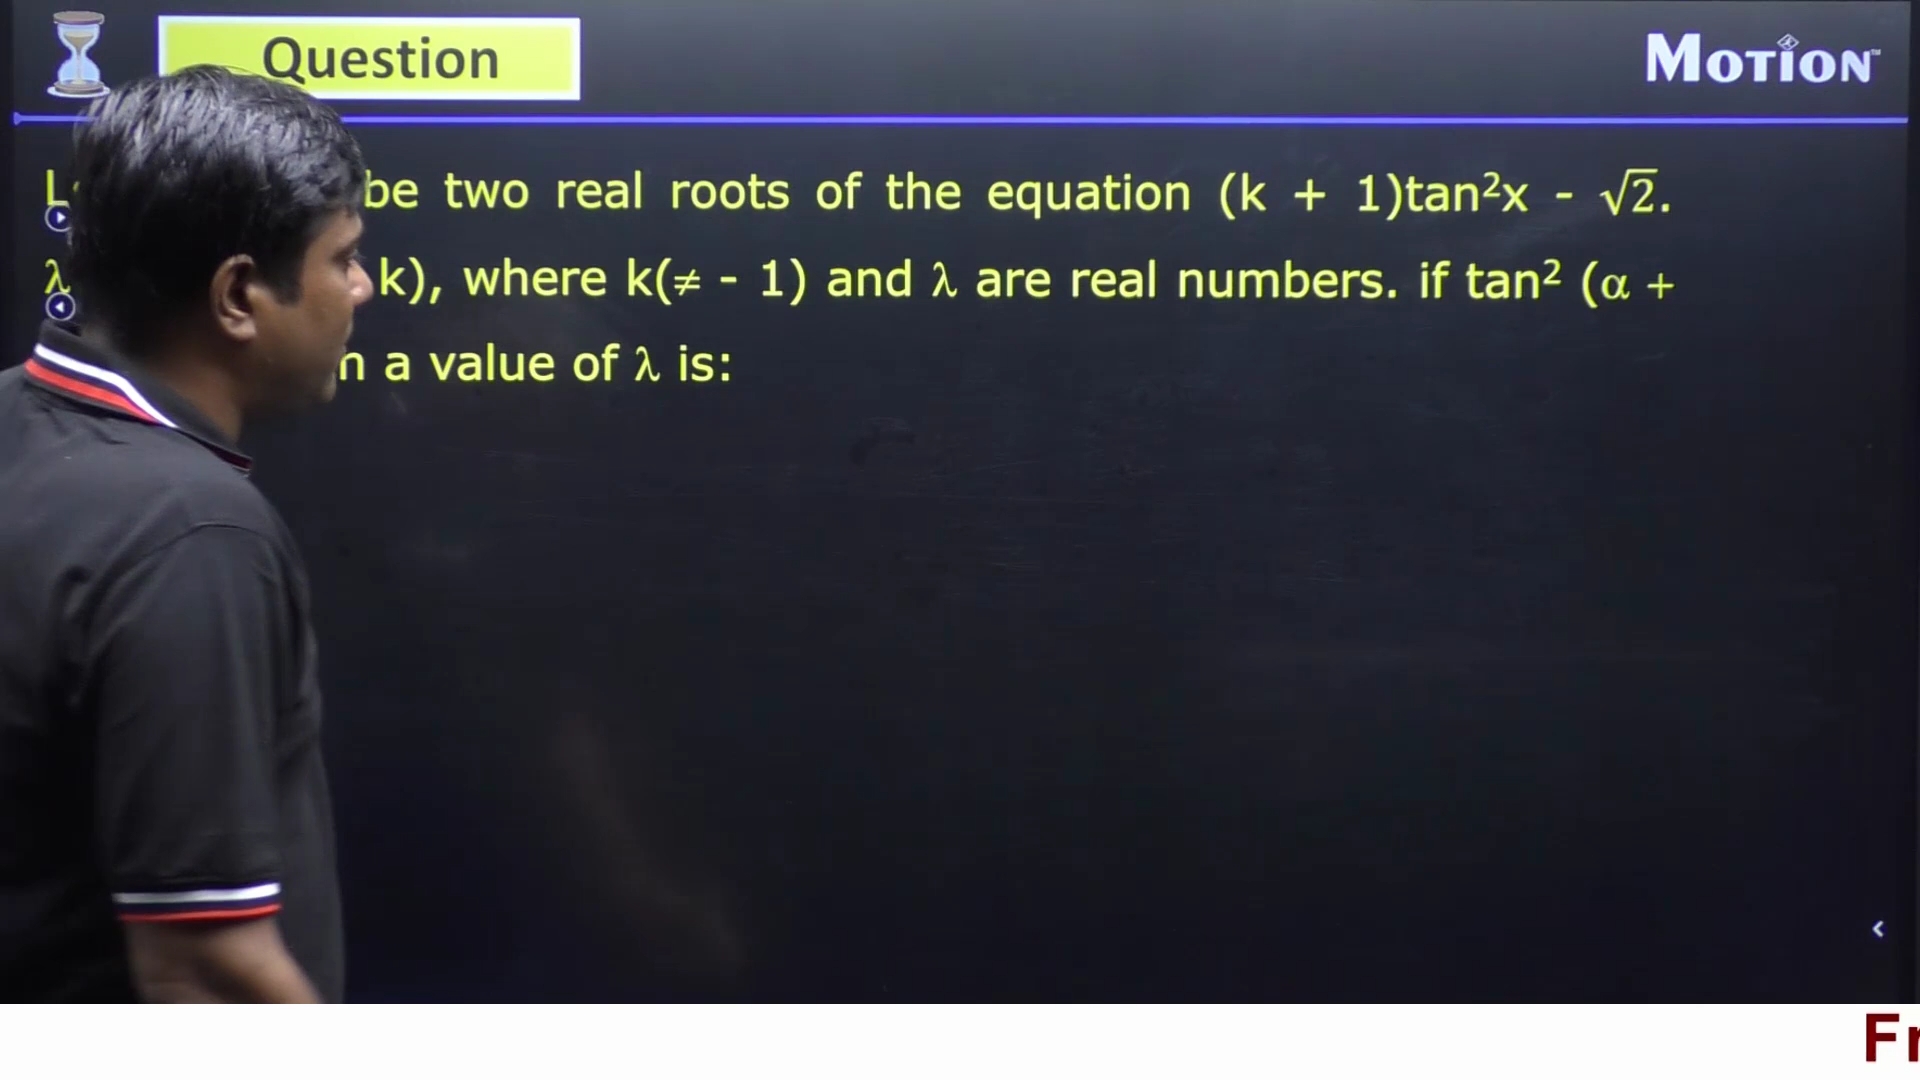 Question
MOTION™
be two real roots of the equation (k + 1)tan²x - √2.
λ k), where k(≠ - 1) and λ are real numbers. if tan² (α +
a value of λ is: